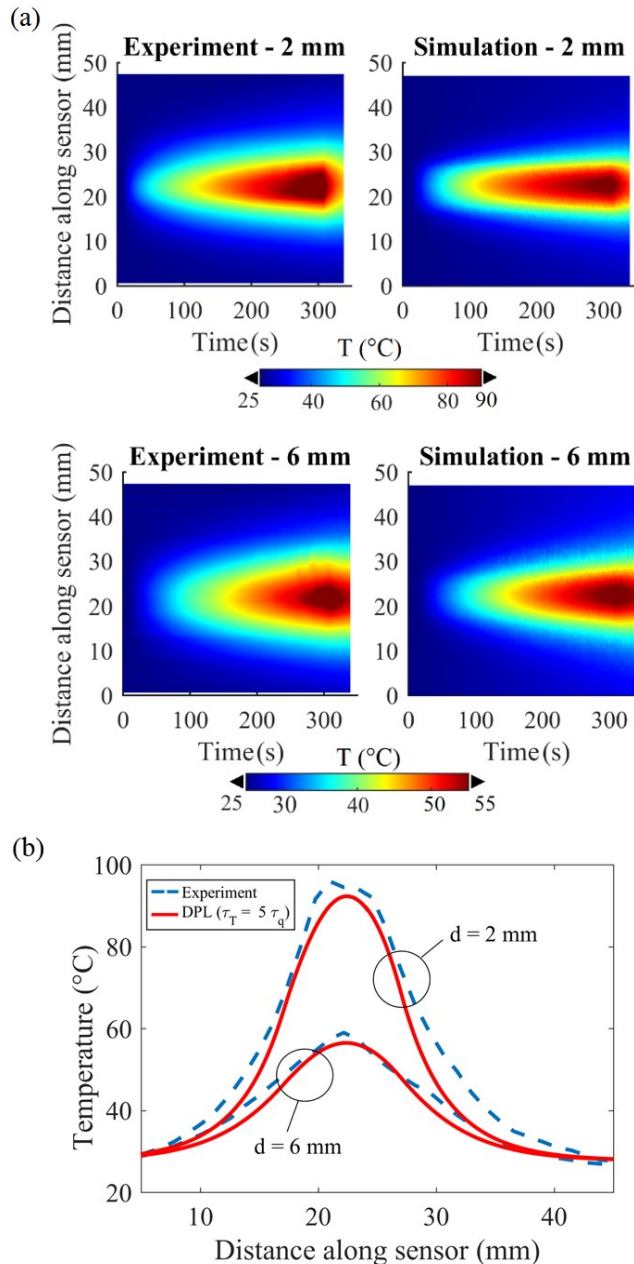 (a)
Experiment - 2 mm
Simulation - 2 mm
Distance along sensor (mm)
50
40
30
20
10
0
50
40
30
20
10
0
0 100 200 300
0 100 200 300
Time(s)
Time(s)
T (°C)
25 40 60 80 90
Experiment - 6 mm
Simulation - 6 mm
Distance along sensor (mm)
50
40
30
20
10
0
50
40
30
20
10
0
0 100 200 300
0 100 200 300
Time(s)
Time(s)
T (°C)
25 30 40 50 55
(b)
Temperature (°C)
100
80
60
40
20
Experiment
DPL (τT = 5 τq)
d = 2 mm
d = 6 mm
10 20 30 40
Distance along sensor (mm)